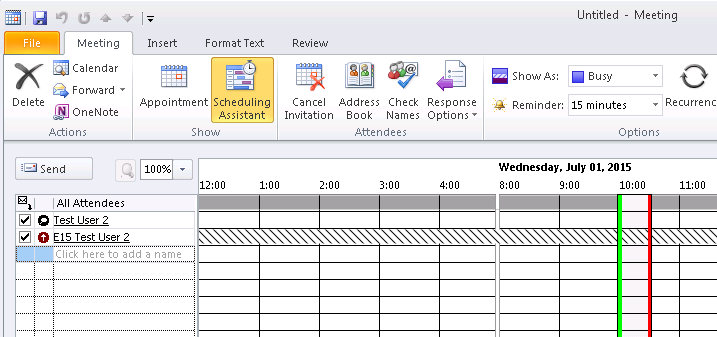 Untitled - Meeting
File Meeting Insert Format Text Review
Delete
Calendar
Forward
OneNote
Actions
Appointment
Scheduling
Assistant
Show
Cancel
Invitation
Address
Book
Check
Names
Response
Options
Attendees
Show As: Busy
Reminder: 15 minutes
Recurrenc
Options
Send 100%
Wednesday, July 01, 2015
12:00 1:00 2:00 3:00 4:00 8:00 9:00 10:00 11:00
All Attendees
Test User 2
E15 Test User 2
Click here to add a name